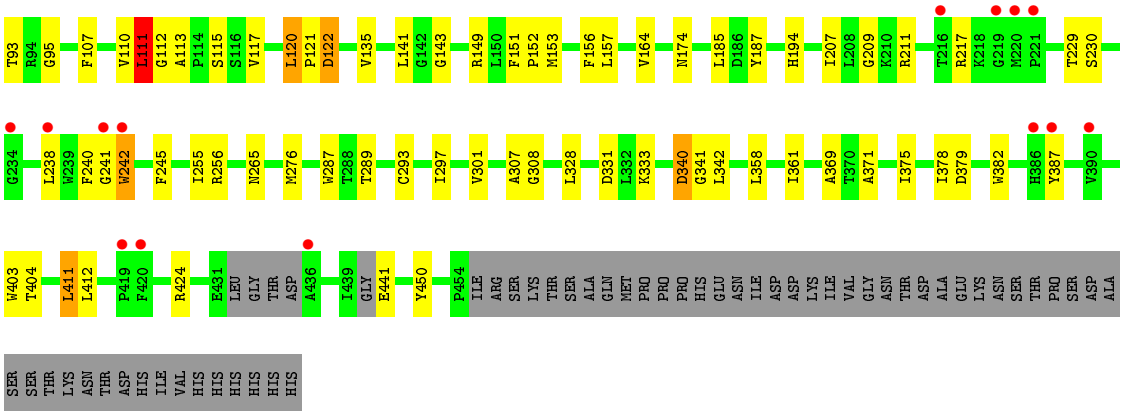 T93 R94 G95 F107 V110 L111 G112 A113 P114 S115 S116 V117 L120 P121 D122 V135 L141 G142 G143 R149 L150 F151 P152 M153 F156 L157 V164 N174 L185 D186 Y187 H194 I207 L208 G209 K210 R211 T216 R217 K218 G219 M220 P221 T229 S230
G234 L238 W239 F240 G241 W242 F245 I255 R256 N265 M276 W287 T288 T289 C293 I297 V301 A307 G308 L328 D331 L332 K333 D340 G341 L342 L358 I361 A369 T370 A371 I375 I378 D379 W382 H386 Y387 V390
W403 T404 L411 L412 P419 F420 R424 E431 LEU GLY THR ASP A436 I439 GLY E441 Y450 P454 ILE ARG SER LYS THR SER ALA GLN MET PRO PRO PRO HIS GLU ASN ILE ASP ASP LYS ILE VAL GLY ASN THR ASP ALA GLU LYS ASN SER THR PRO SER ASP ALA
SER SER THR LYS ASN THR ASP HIS ILE VAL HIS HIS HIS HIS HIS HIS